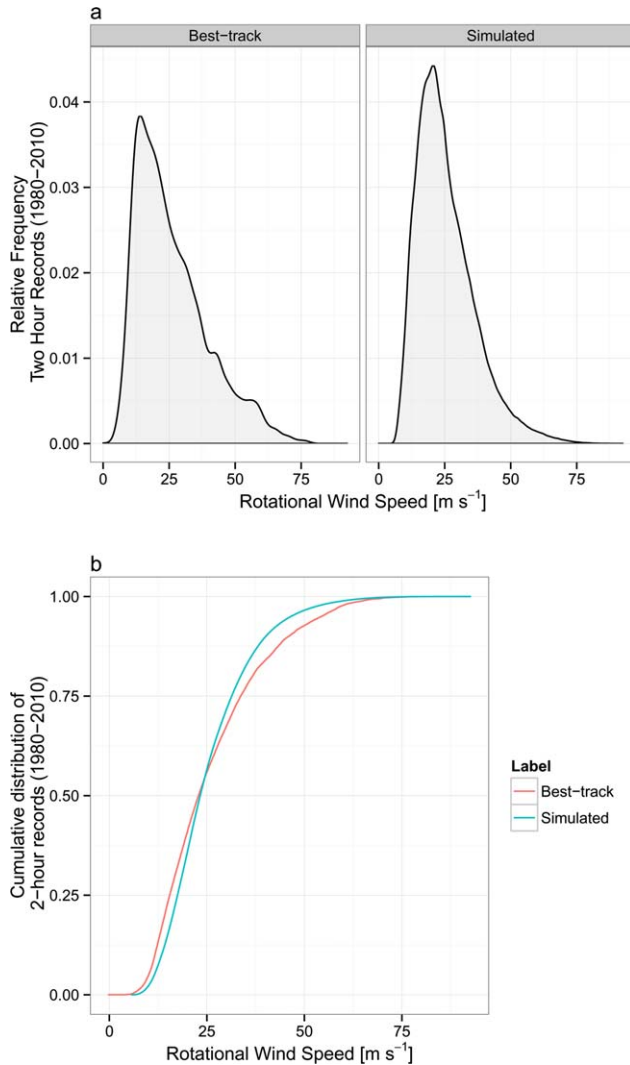 a
Best−track
Simulated
Relative Frequency
Two Hour Records (1980−2010)
0.04
0.03
0.02
0.01
0.00
0 25 50 75
0 25 50 75
Rotational Wind Speed [m s⁻¹]
b
Cumulative distribution of
2−hour records (1980−2010)
1.00
0.75
0.50
0.25
0.00
0 25 50 75
Rotational Wind Speed [m s⁻¹]
Label
Best−track
Simulated